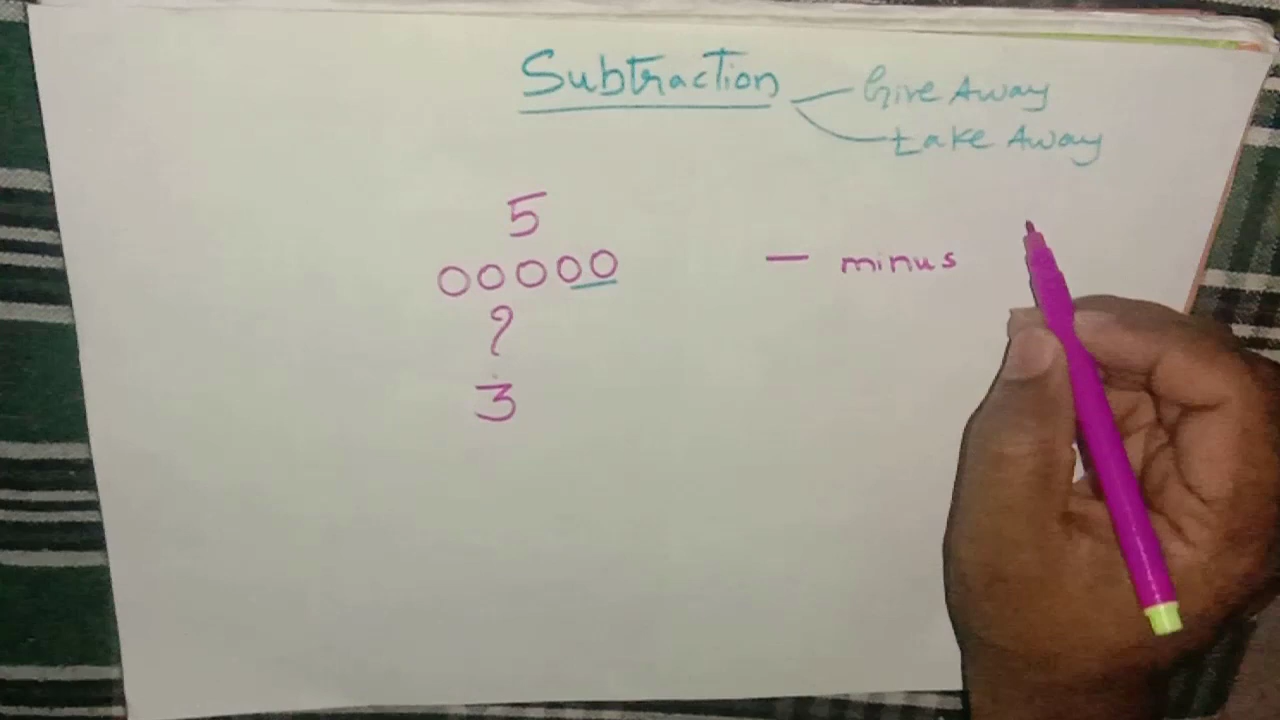 Subtraction
Give Away
take Away
5
OOOOO
— minus
?
3